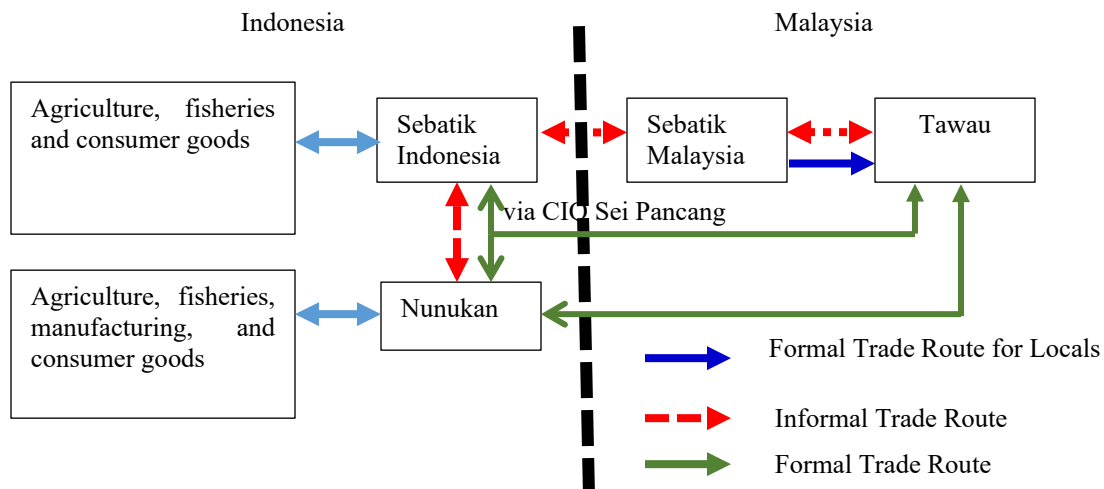 Indonesia
Malaysia
Agriculture, fisheries
and consumer goods
Sebatik
Indonesia
Sebatik
Malaysia
Tawau
via CIQ Sei Pancang
Agriculture, fisheries,
manufacturing, and
consumer goods
Nunukan
Formal Trade Route for Locals
Informal Trade Route
Formal Trade Route